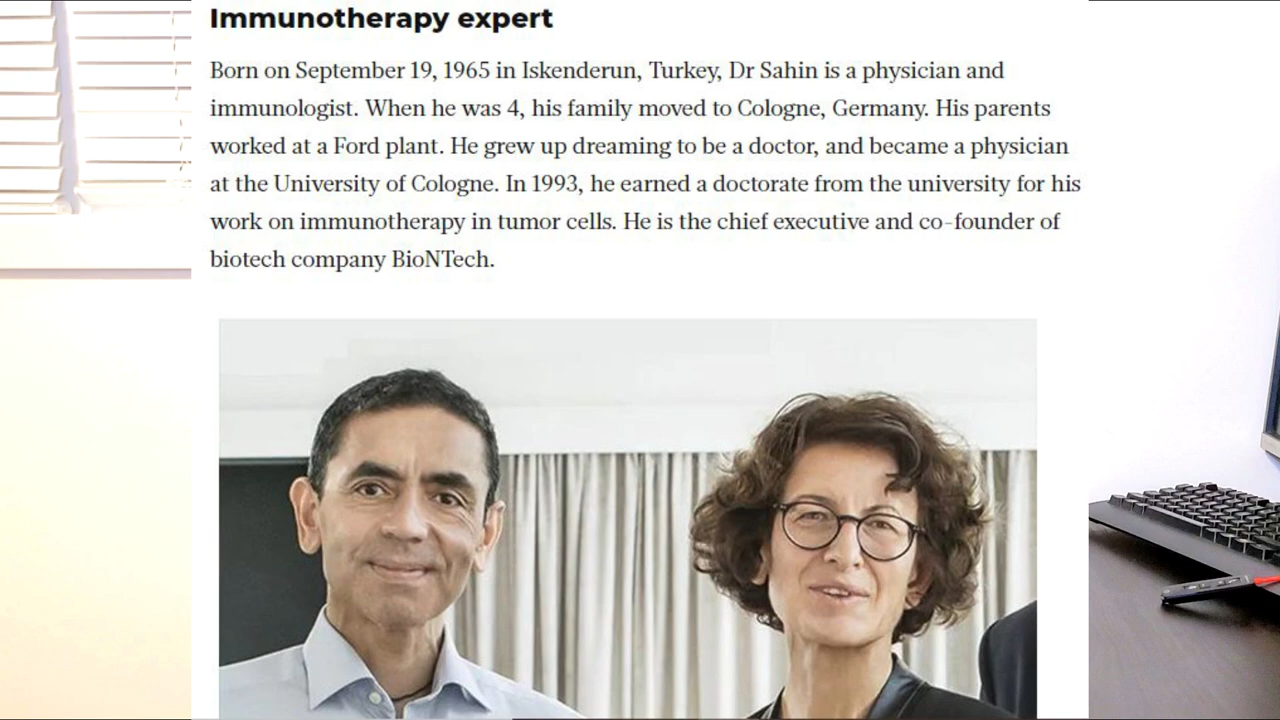 Immunotherapy expert
Born on September 19, 1965 in Iskenderun, Turkey, Dr Sahin is a physician and
immunologist. When he was 4, his family moved to Cologne, Germany. His parents
worked at a Ford plant. He grew up dreaming to be a doctor, and became a physician
at the University of Cologne. In 1993, he earned a doctorate from the university for his
work on immunotherapy in tumor cells. He is the chief executive and co-founder of
biotech company BioNTech.